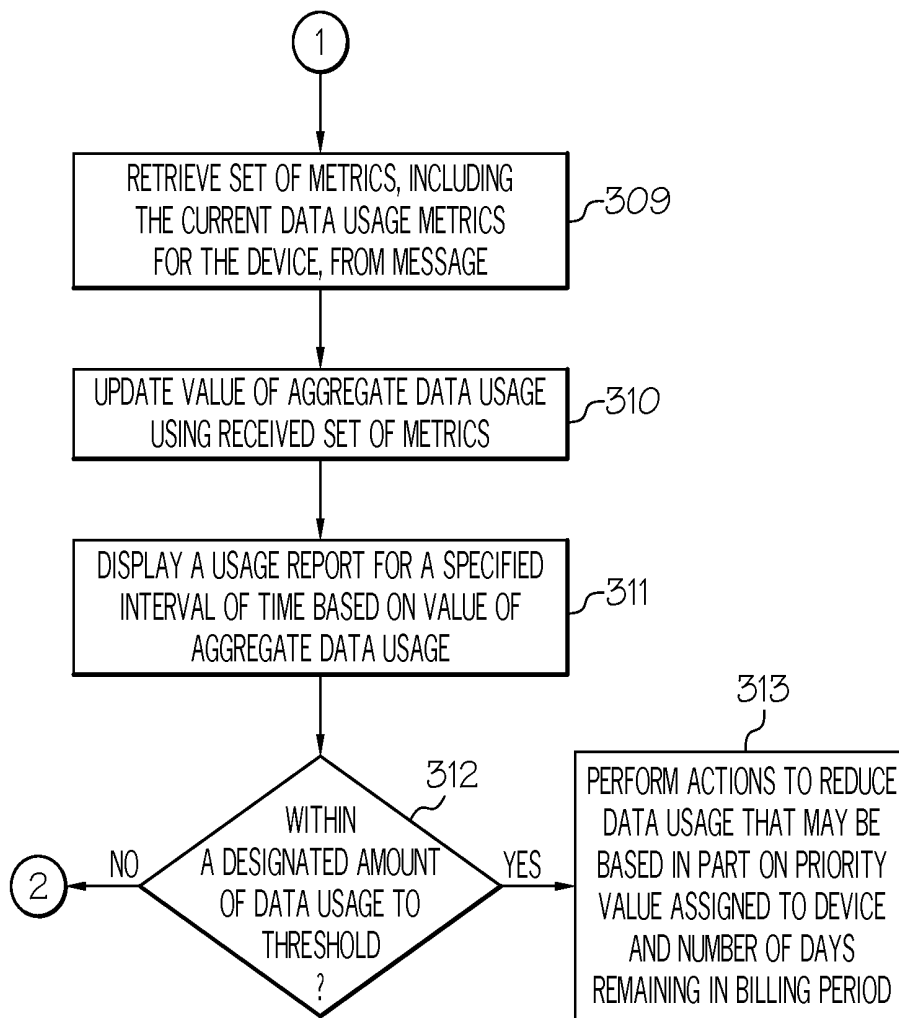 1
RETRIEVE SET OF METRICS, INCLUDING
THE CURRENT DATA USAGE METRICS
FOR THE DEVICE, FROM MESSAGE
309
UPDATE VALUE OF AGGREGATE DATA USAGE
USING RECEIVED SET OF METRICS
310
DISPLAY A USAGE REPORT FOR A SPECIFIED
INTERVAL OF TIME BASED ON VALUE OF
AGGREGATE DATA USAGE
311
312
WITHIN
A DESIGNATED AMOUNT
OF DATA USAGE TO
THRESHOLD
?
NO
2
YES
313
PERFORM ACTIONS TO REDUCE
DATA USAGE THAT MAY BE
BASED IN PART ON PRIORITY
VALUE ASSIGNED TO DEVICE
AND NUMBER OF DAYS
REMAINING IN BILLING PERIOD